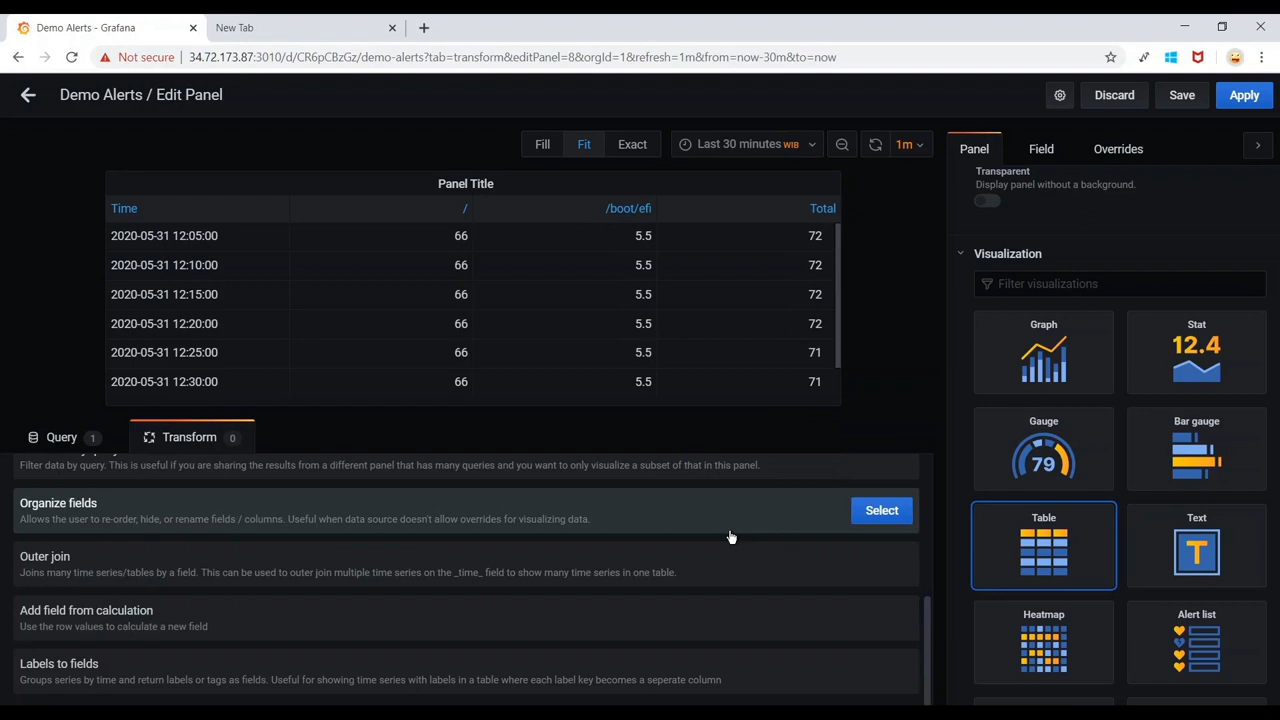 Demo Alerts - Grafana
New Tab
Not secure 34.72.173.87:3010/d/CR6pCBzGz/demo-alerts?tab=transform&editPanel=8&orgId=1&refresh=1m&from=now-30m&to=now
Demo Alerts / Edit Panel
Discard
Save
Apply
Fill
Fit
Exact
Last 30 minutes WIB
1m
Panel
Field
Overrides
Panel Title
Time / /boot/efi Total
2020-05-31 12:05:00 66 5.5 72
2020-05-31 12:10:00 66 5.5 72
2020-05-31 12:15:00 66 5.5 72
2020-05-31 12:20:00 66 5.5 72
2020-05-31 12:25:00 66 5.5 71
2020-05-31 12:30:00 66 5.5 71
Transparent
Display panel without a background.
Visualization
Filter visualizations
Graph
Stat
12.4
Gauge
79
Bar gauge
Table
Text
T
Heatmap
Alert list
Query 1
Transform 0
Filter data by query. This is useful if you are sharing the results from a different panel that has many queries and you want to only visualize a subset of that in this panel.
Organize fields
Allows the user to re-order, hide, or rename fields / columns. Useful when data source doesn't allow overrides for visualizing data.
Select
Outer join
Joins many time series/tables by a field. This can be used to outer join multiple time series on the _time_ field to show many time series in one table.
Add field from calculation
Use the row values to calculate a new field
Labels to fields
Groups series by time and return labels or tags as fields. Useful for showing time series with labels in a table where each label key becomes a seperate column